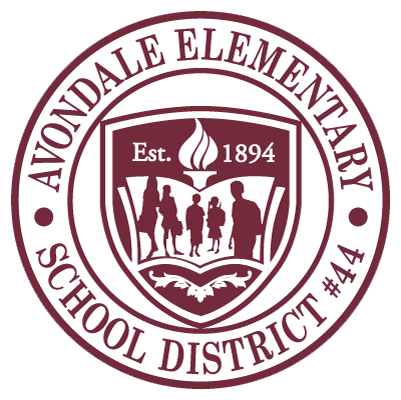 AVONDALE ELEMENTARY
Est. 1894
SCHOOL DISTRICT #44